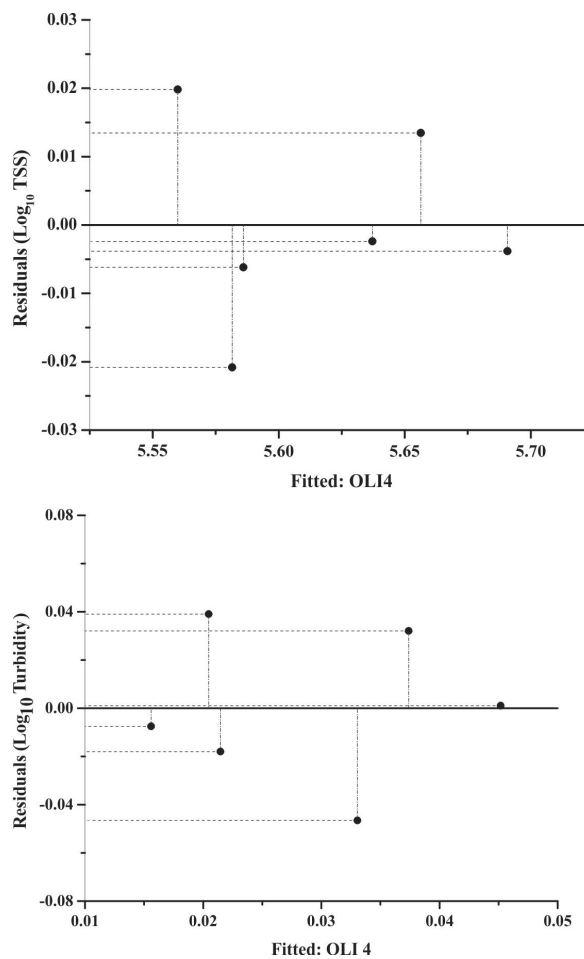 0.03
0.02
0.01
0.00
-0.01
-0.02
-0.03
Residuals (Log10 TSS)
5.55 5.60 5.65 5.70
Fitted: OLI4
0.08
0.04
0.00
-0.04
-0.08
Residuals (Log10 Turbidity)
0.01 0.02 0.03 0.04 0.05
Fitted: OLI 4